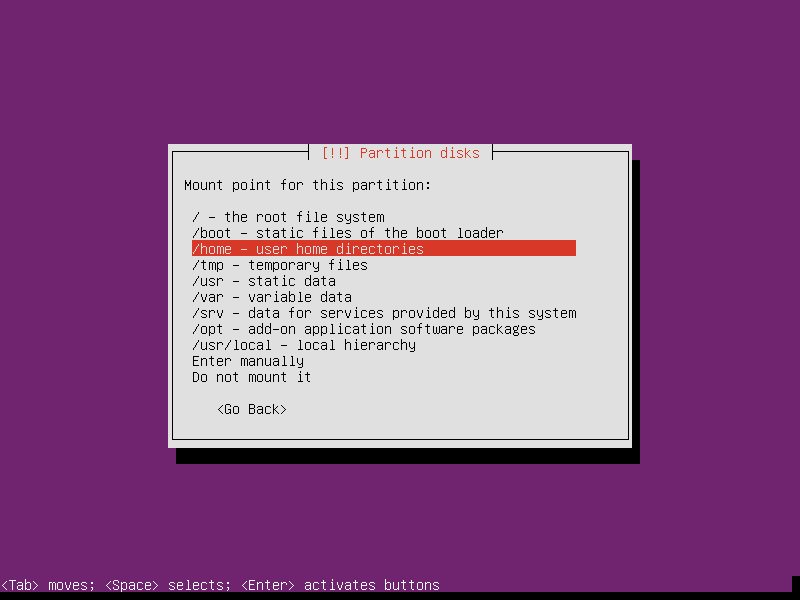 [!!] Partition disks
Mount point for this partition:
/ – the root file system
/boot – static files of the boot loader
/home – user home directories
/tmp – temporary files
/usr – static data
/var – variable data
/srv – data for services provided by this system
/opt – add–on application software packages
/usr/local – local hierarchy
Enter manually
Do not mount it
<Go Back>
<Tab> moves; <Space> selects; <Enter> activates buttons